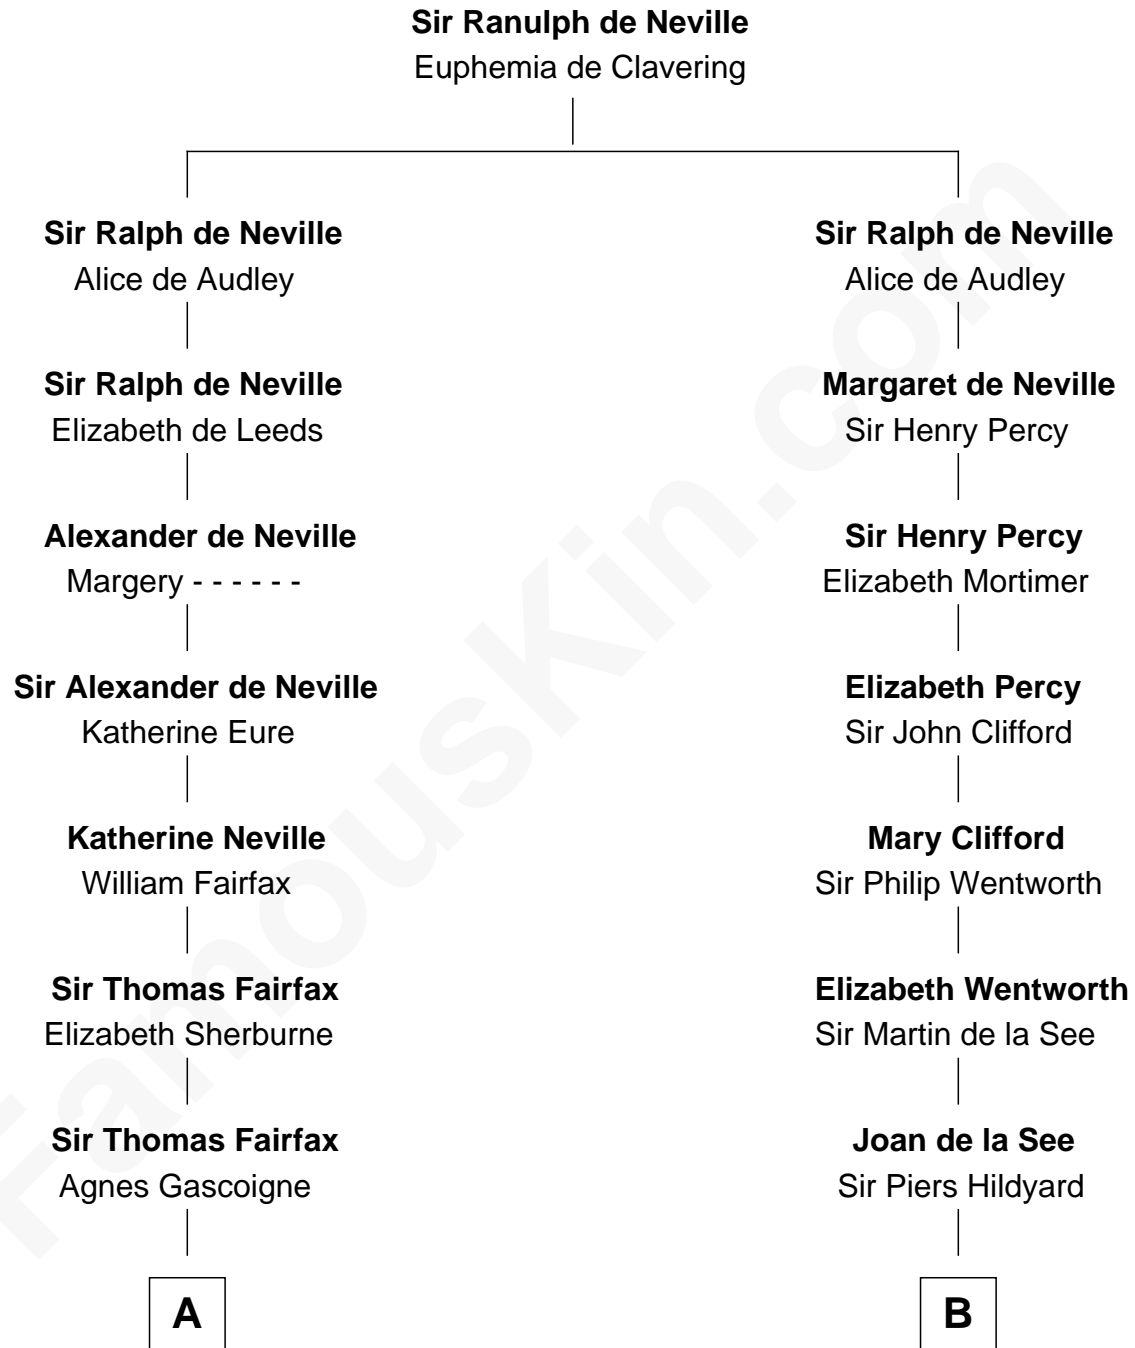 Sir Ranulph de Neville
Euphemia de Clavering
Sir Ralph de Neville
Alice de Audley
Sir Ralph de Neville
Elizabeth de Leeds
Alexander de Neville
Margery - - - - - -
Sir Alexander de Neville
Katherine Eure
Katherine Neville
William Fairfax
Sir Thomas Fairfax
Elizabeth Sherburne
Sir Thomas Fairfax
Agnes Gascoigne
A
Sir Ralph de Neville
Alice de Audley
Margaret de Neville
Sir Henry Percy
Sir Henry Percy
Elizabeth Mortimer
Elizabeth Percy
Sir John Clifford
Mary Clifford
Sir Philip Wentworth
Elizabeth Wentworth
Sir Martin de la See
Joan de la See
Sir Piers Hildyard
B
FamousKin.com